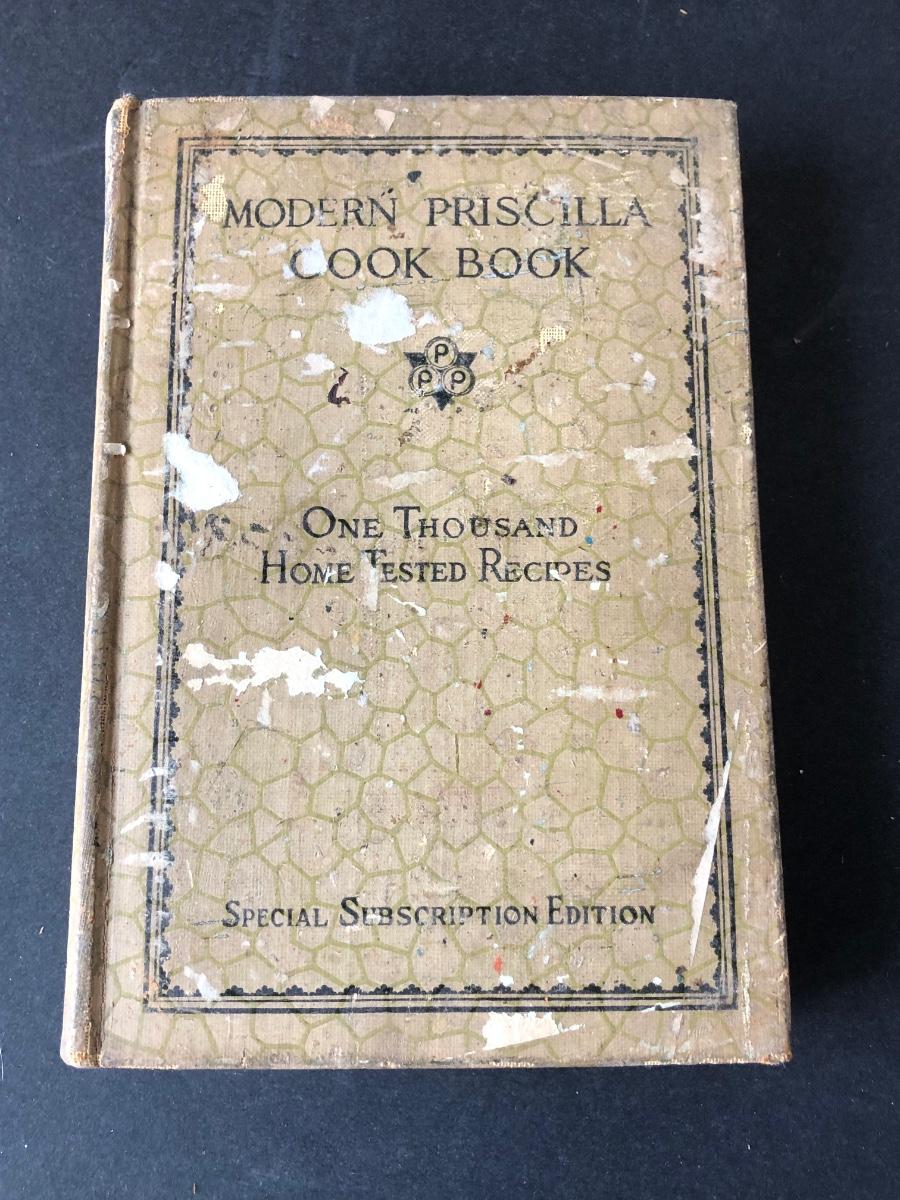 MODERN PRISCILLA
COOK BOOK
P
P P
ONE THOUSAND
HOME TESTED RECIPES
SPECIAL SUBSCRIPTION EDITION